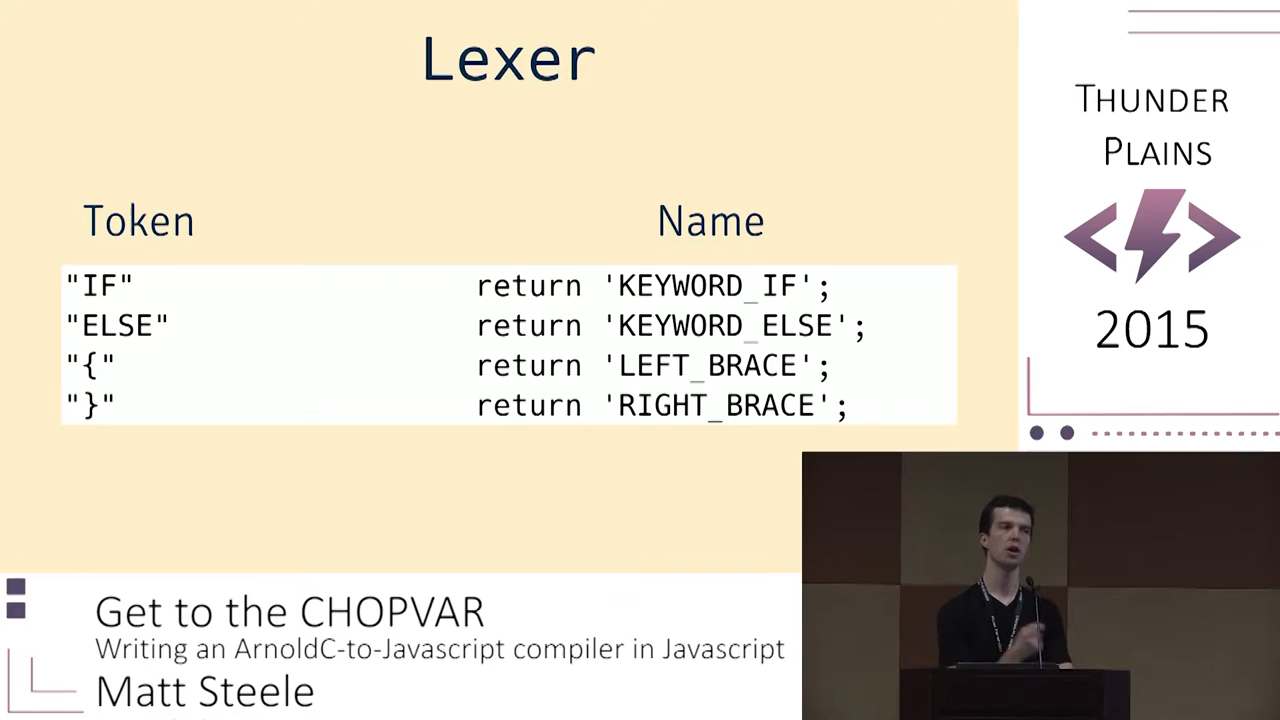 Lexer
Token Name
"IF" return 'KEYWORD_IF';
"ELSE" return 'KEYWORD_ELSE';
"{" return 'LEFT_BRACE';
"}" return 'RIGHT_BRACE';
THUNDER
PLAINS
2015
Get to the CHOPVAR
Writing an ArnoldC-to-Javascript compiler in Javascript
Matt Steele